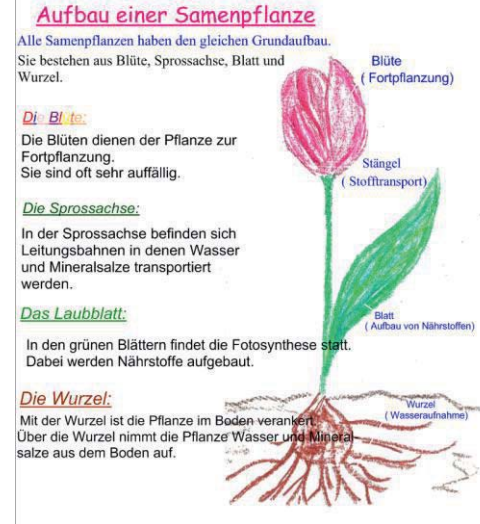 Aufbau einer Samenpflanze
Alle Samenpflanzen haben den gleichen Grundaufbau.
Sie bestehen aus Blüte, Sprossachse, Blatt und
Wurzel.
Die Blüte:
Die Blüten dienen der Pflanze zur
Fortpflanzung.
Sie sind oft sehr auffällig.
Die Sprossachse:
In der Sprossachse befinden sich
Leitungsbahnen in denen Wasser
und Mineralsalze transportiert
werden.
Das Laubblatt:
In den grünen Blättern findet die Fotosynthese statt.
Dabei werden Nährstoffe aufgebaut.
Die Wurzel:
Mit der Wurzel ist die Pflanze im Boden verankert.
Über die Wurzel nimmt die Pflanze Wasser und Mineral-
salze aus dem Boden auf.
Blüte
( Fortpflanzung)
Stängel
( Stofftransport)
Blatt
( Aufbau von Nährstoffen)
Wurzel
( Wasseraufnahme)